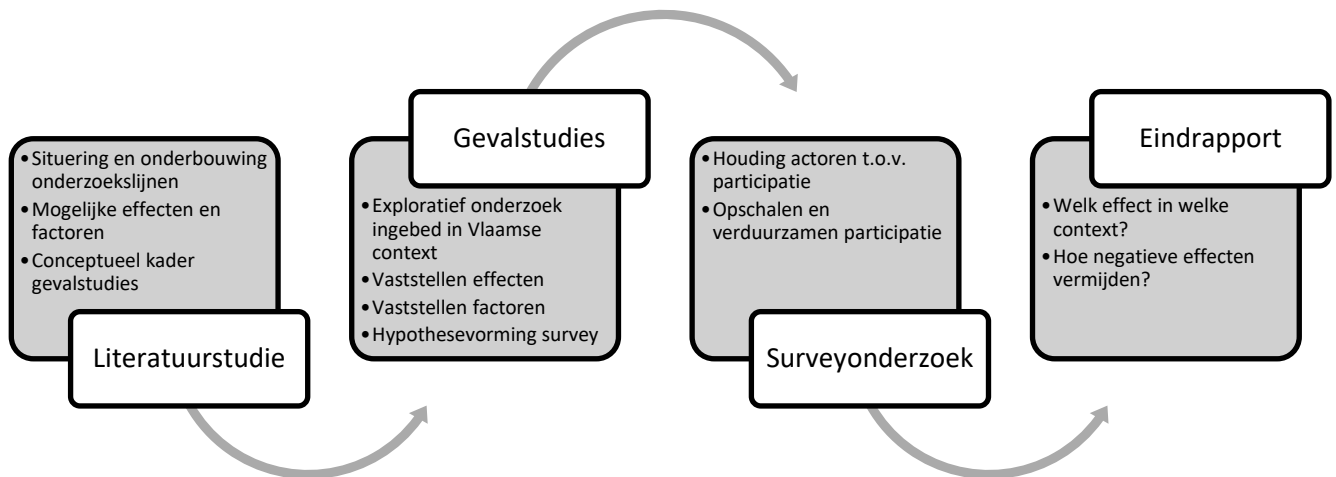 • Situering en onderbouwing
onderzoekslijnen
• Mogelijke effecten en
factoren
• Conceptueel kader
gevalstudies
Literatuurstudie
Gevalstudies
• Exploratief onderzoek
ingebed in Vlaamse
context
• Vaststellen effecten
• Vaststellen factoren
• Hypothesevorming survey
• Houding actoren t.o.v.
participatie
• Opschalen en
verduurzamen participatie
Surveyonderzoek
Eindrapport
• Welk effect in welke
context?
• Hoe negatieve effecten
vermijden?